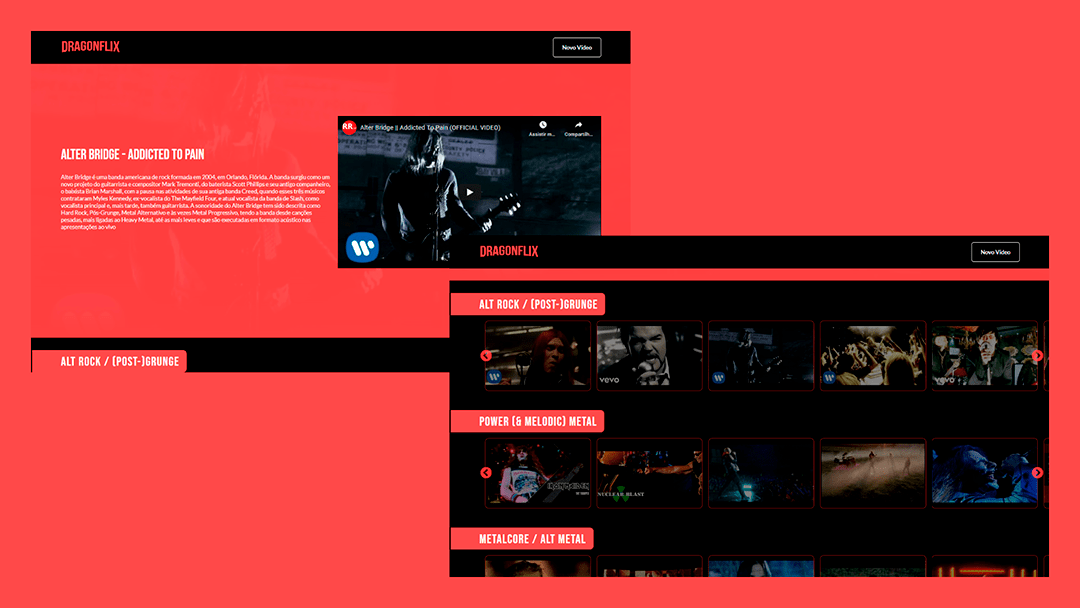 DRAGONFLIX
Novo Vídeo
ALTER BRIDGE - ADDICTED TO PAIN
Alter Bridge é uma banda americana de rock formada em 2004, em Orlando, Flórida. A banda surgiu como um
novo projeto do guitarrista e compositor Mark Tremonti, do baterista Scott Phillips e seu antigo companheiro,
o baixista Brian Marshall, com a pausa nas atividades de sua antiga banda Creed, quando esses três músicos
contrataram Myles Kennedy, ex-vocalista do The Mayfield Four, e atual vocalista da banda de Slash, como
vocalista principal e, mais tarde, também guitarrista. A sonoridade do Alter Bridge tem sido descrita como
Hard Rock, Pós-Grunge, Metal Alternativo e às vezes Metal Progressivo, tendo a banda desde canções
pesadas, mais ligadas ao Heavy Metal, até as mais leves e que são executadas em formato acústico nas
apresentações ao vivo
RR.
Alter Bridge || Addicted To Pain (OFFICIAL VIDEO)
Assistir m...
Compartilh...
ALT ROCK / (POST-)GRUNGE
DRAGONFLIX
Novo Vídeo
ALT ROCK / (POST-)GRUNGE
vevo
vevo
POWER (& MELODIC) METAL
IRON MAIDEN
NUCLEAR BLAST
METALCORE / ALT METAL